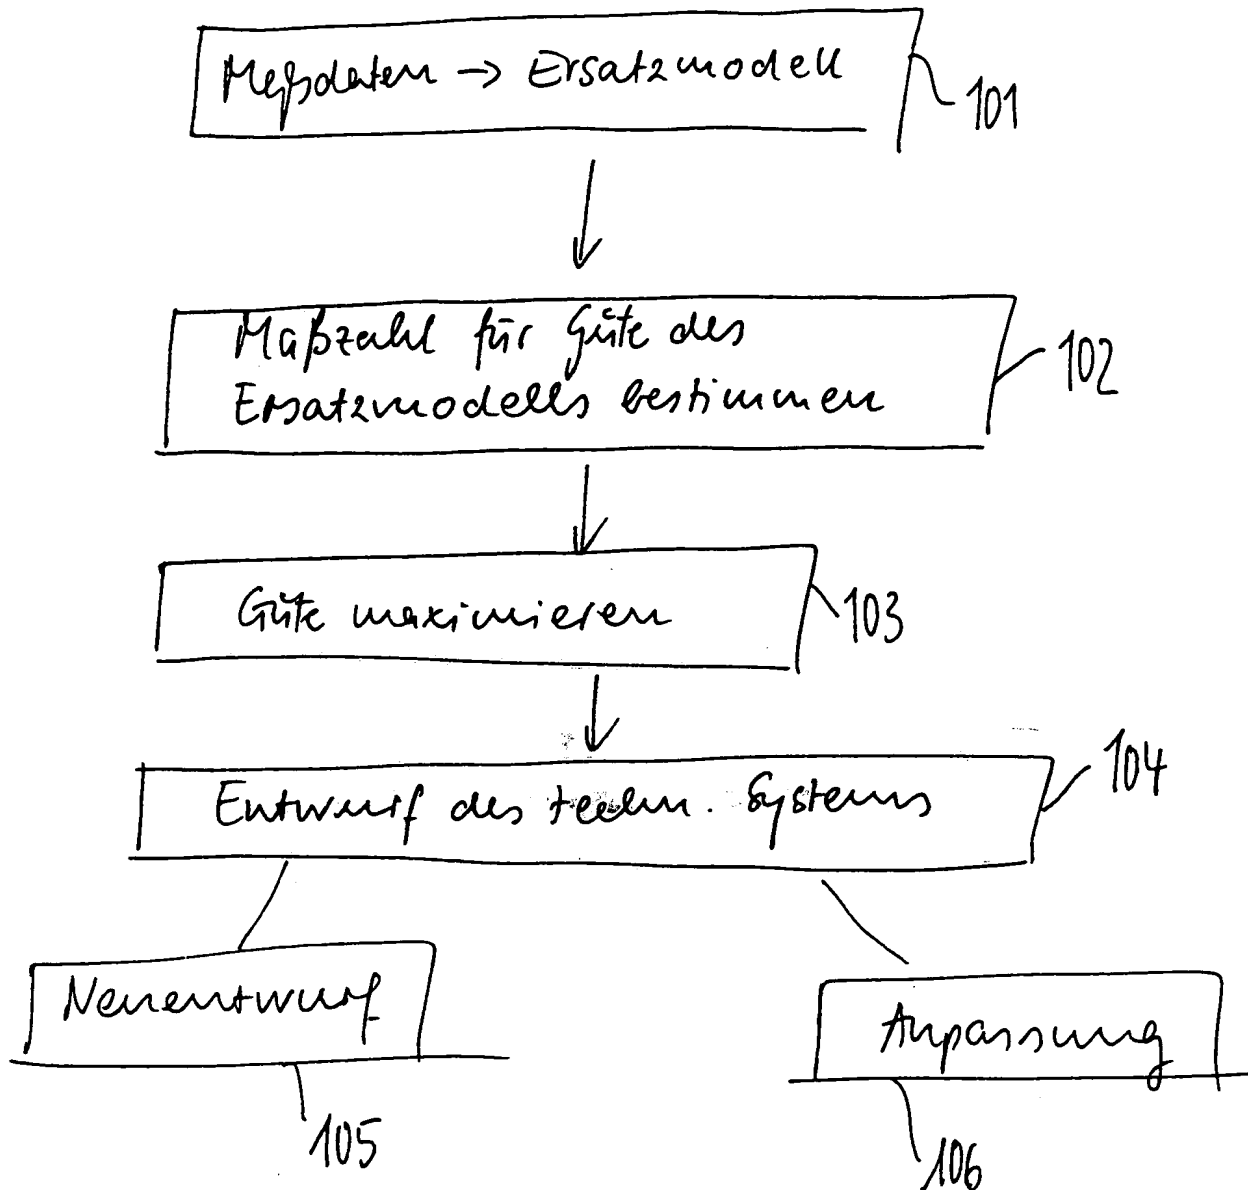 Meßdaten → Ersatzmodell
101
Maßzahl für Güte des
Ersatzmodells bestimmen
102
Güte maximieren
103
Entwurf des techn. Systems
104
Neuentwurf
105
Anpassung
106